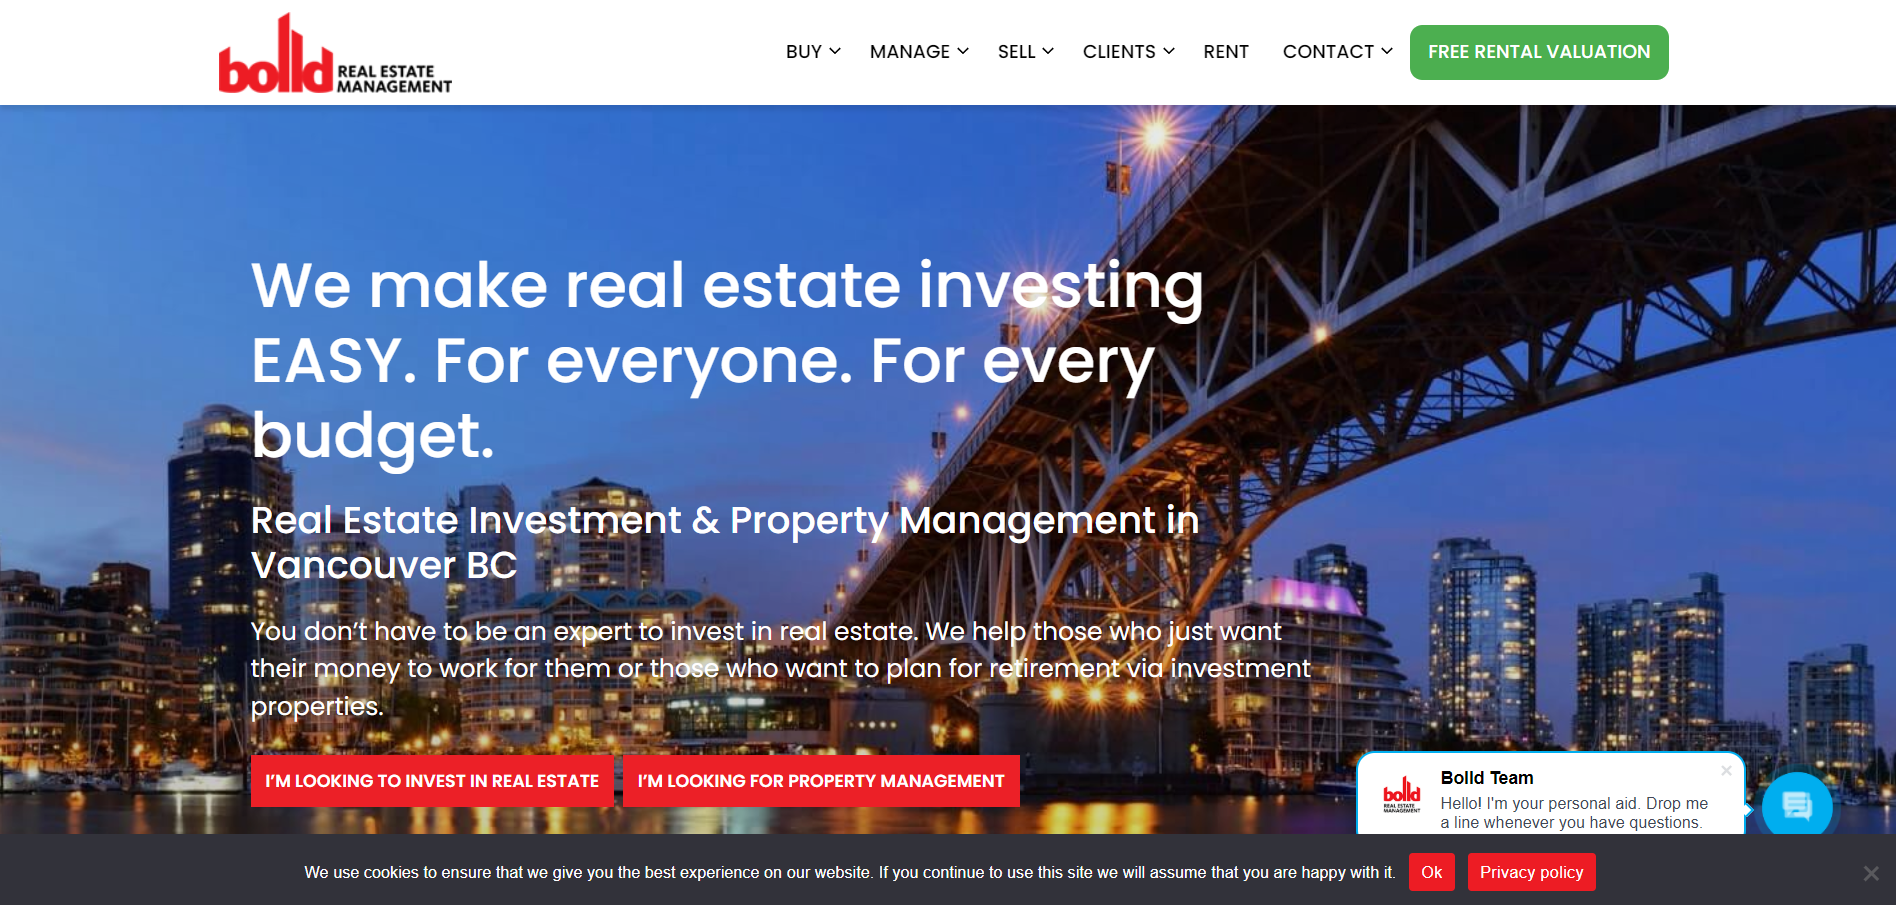 bolld REAL ESTATE
MANAGEMENT
BUY MANAGE SELL CLIENTS RENT CONTACT FREE RENTAL VALUATION
We make real estate investing
EASY. For everyone. For every
budget.
Real Estate Investment & Property Management in
Vancouver BC
You don’t have to be an expert to invest in real estate. We help those who just want
their money to work for them or those who want to plan for retirement via investment
properties.
I’M LOOKING TO INVEST IN REAL ESTATE I’M LOOKING FOR PROPERTY MANAGEMENT
bolld
REAL ESTATE
MANAGEMENT
Bolld Team
Hello! I'm your personal aid. Drop me
a line whenever you have questions.
We use cookies to ensure that we give you the best experience on our website. If you continue to use this site we will assume that you are happy with it. Ok Privacy policy